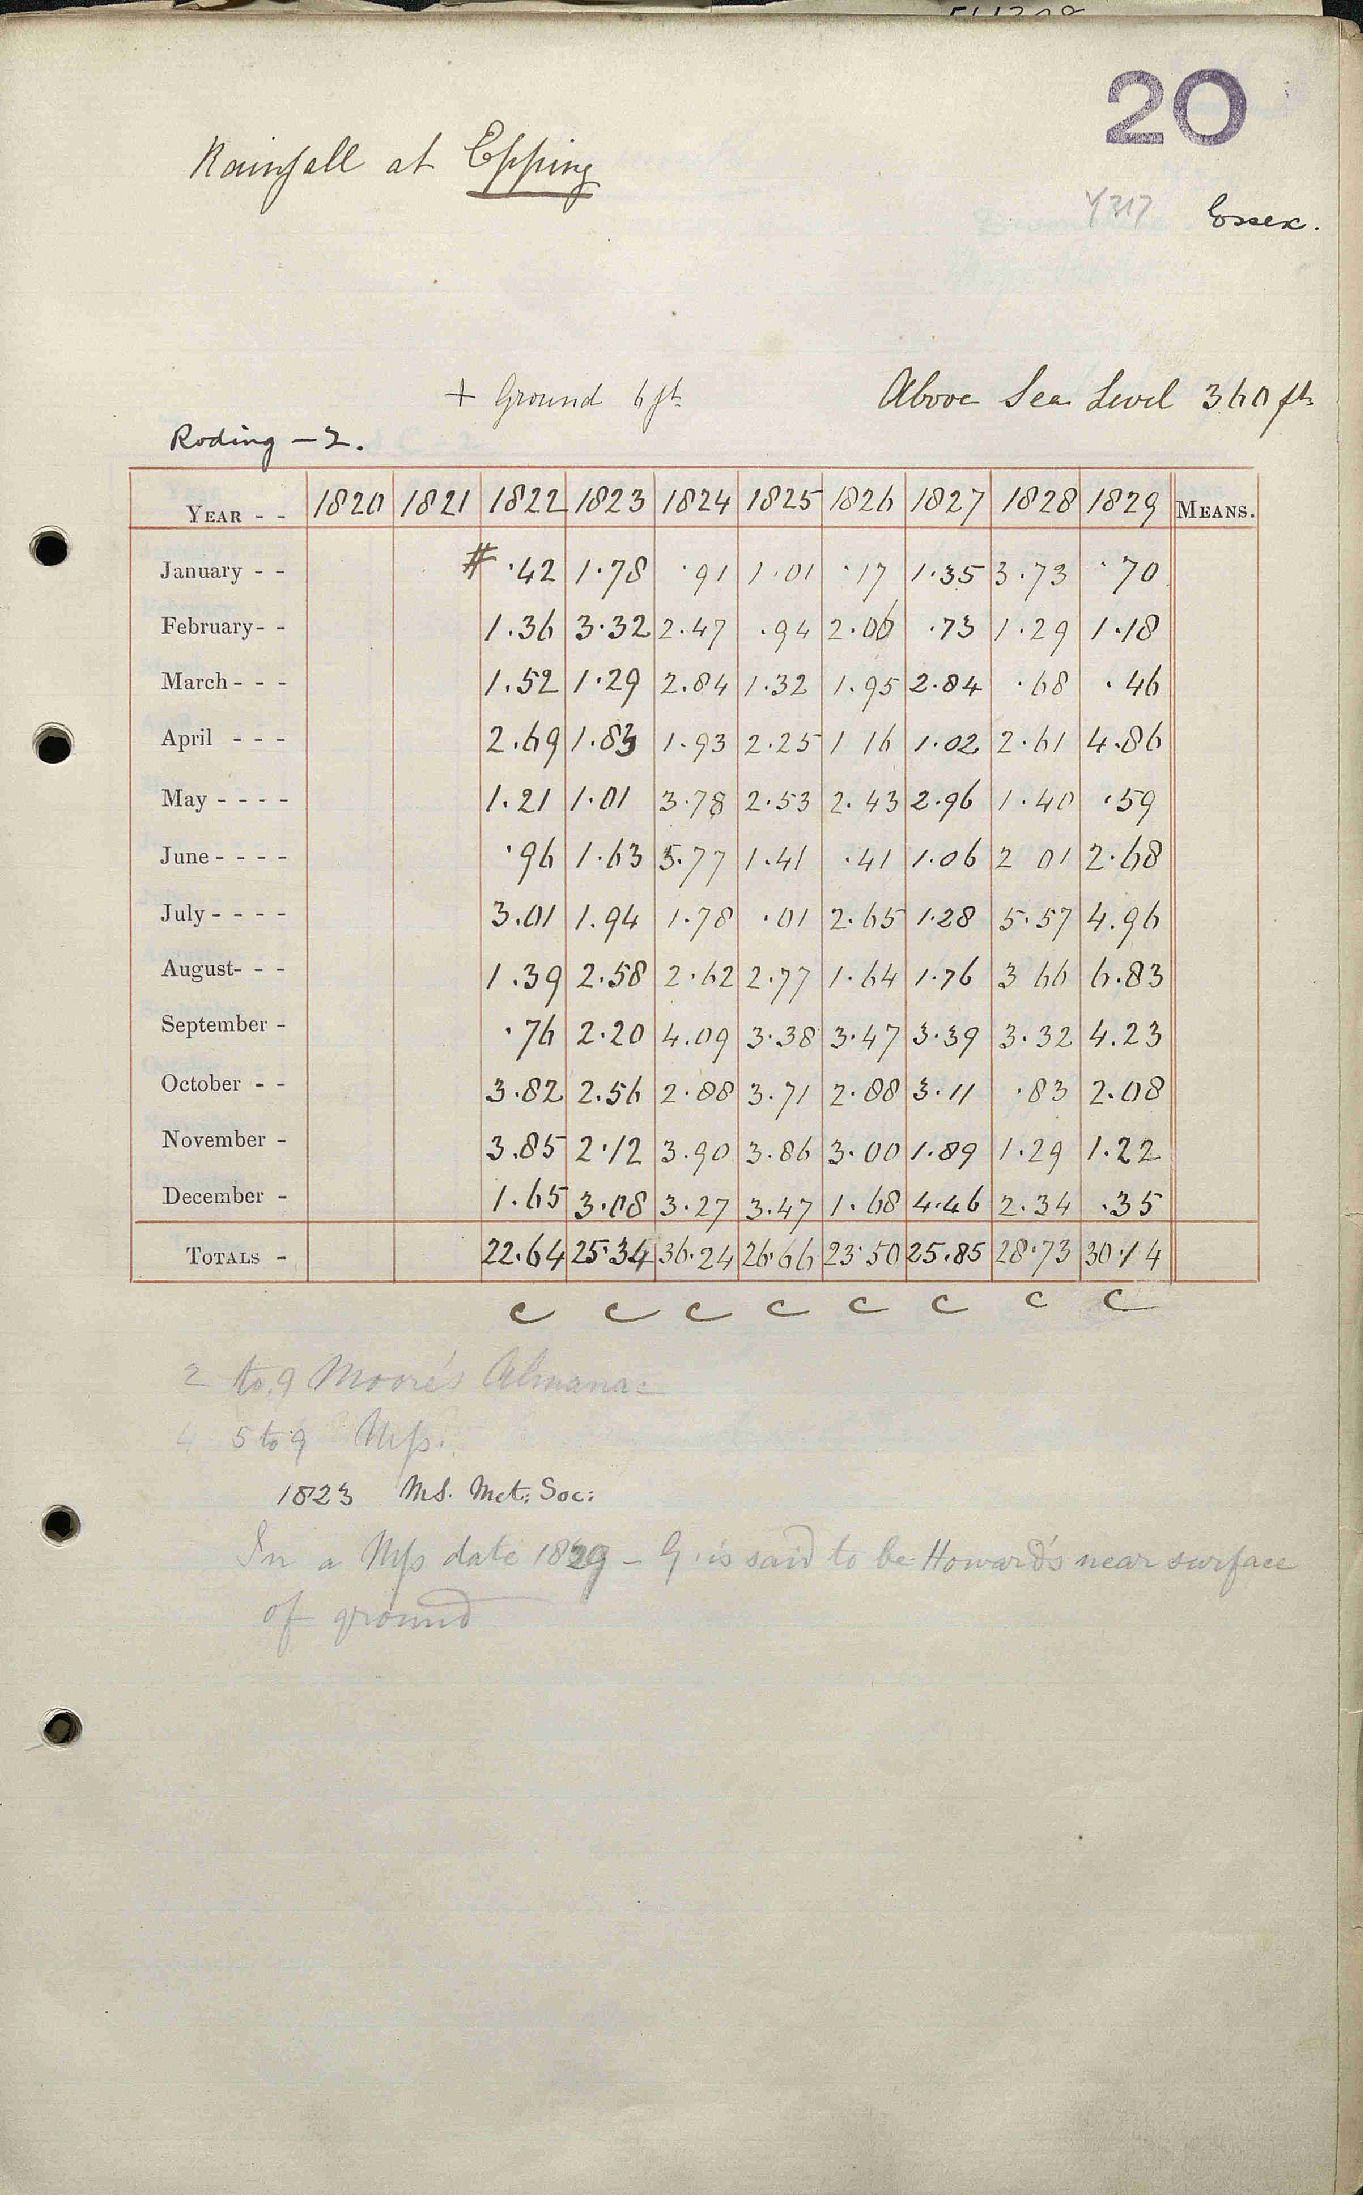 20
Rainfall at Epping
Y317 Essex.
+ Ground 6 ft. Above Sea Level 360 ft.
Roding - 2.
YEAR - - 1820 1821 1822 1823 1824 1825 1826 1827 1828 1829 MEANS.
January - - # .42 1.78 .91 1.01 .17 1.35 3.73 .70
February- - 1.36 3.32 2.47 .94 2.06 .73 1.29 1.18
March - - - 1.52 1.29 2.84 1.32 1.95 2.84 .68 .46
April - - - 2.69 1.83 1.93 2.25 1 16 1.02 2.61 4.86
May - - - - 1.21 1.01 3.78 2.53 2.43 2.96 1.40 .59
June - - - - .96 1.63 5.77 1.41 .41 1.06 2 01 2.68
July - - - - 3.01 1.94 1.78 .01 2.65 1.28 5.57 4.96
August- - - 1.39 2.58 2.62 2.77 1.64 1.76 3 66 6.83
September - .76 2.20 4.09 3.38 3.47 3.39 3.32 4.23
October - - 3.82 2.56 2.88 3.71 2.88 3.11 .83 2.08
November - 3.85 2.12 3.90 3.86 3.00 1.89 1.29 1.22
December - 1.65 3.08 3.27 3.47 1.68 4.46 2.34 .35
TOTALS - 22.64 25.34 36.24 26.66 23.50 25.85 28.73 30.14
c c c c c c c c
2 to 9 Moore's Almanac
4 5 to 9 Mss.
1823 MS. Met: Soc:
In a Mss date 1829 - G. is said to be Howard's near surface
of ground